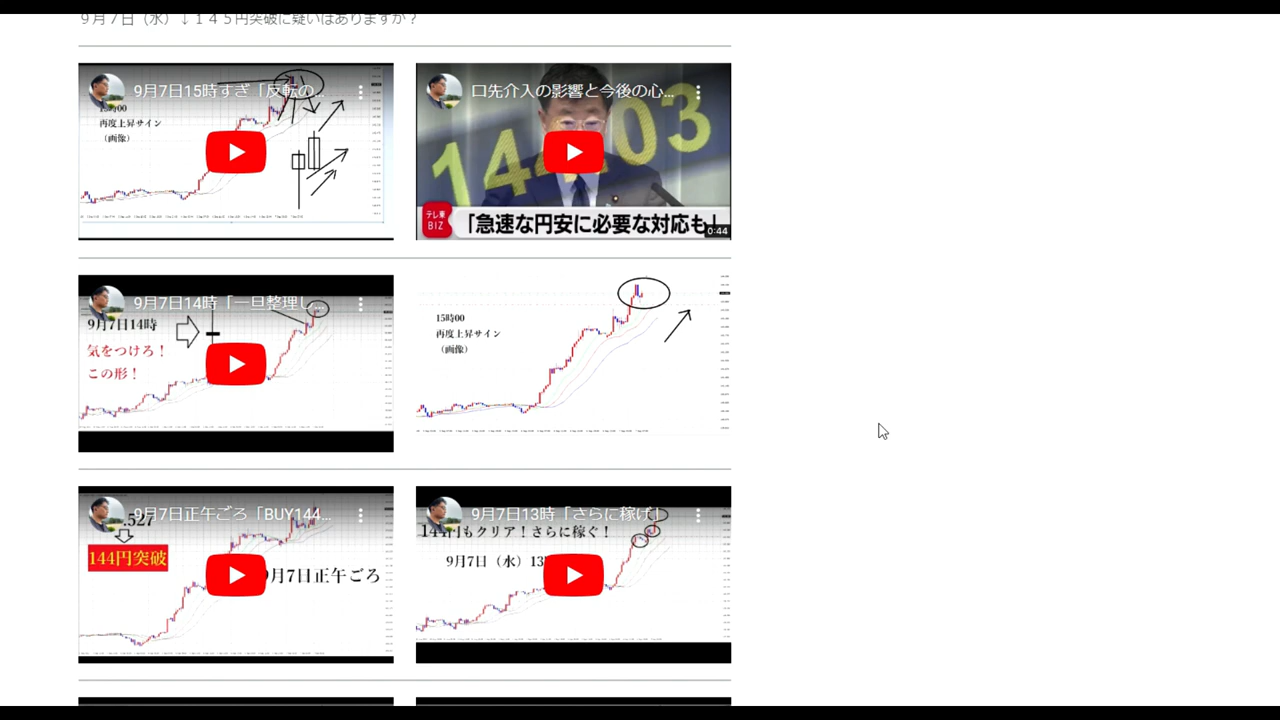 ９月７日（水）↓１４５円突破に疑いはありますか？
9月7日15時すぎ「反転の...
再度上昇サイン
（画像）
口先介入の影響と今後の心...
14 03
テレ東
BIZ
「急速な円安に必要な対応も」
0:44
9月7日14時「一旦整理し...
9月7日14時
気をつけろ！
この形！
15時00
再度上昇サイン
（画像）
9月7日正午ごろ「BUY144...
.527
144円突破
9月7日正午ごろ
9月7日13時「さらに稼げ」
144円もクリア！さらに稼ぐ！
9月7日（水）13